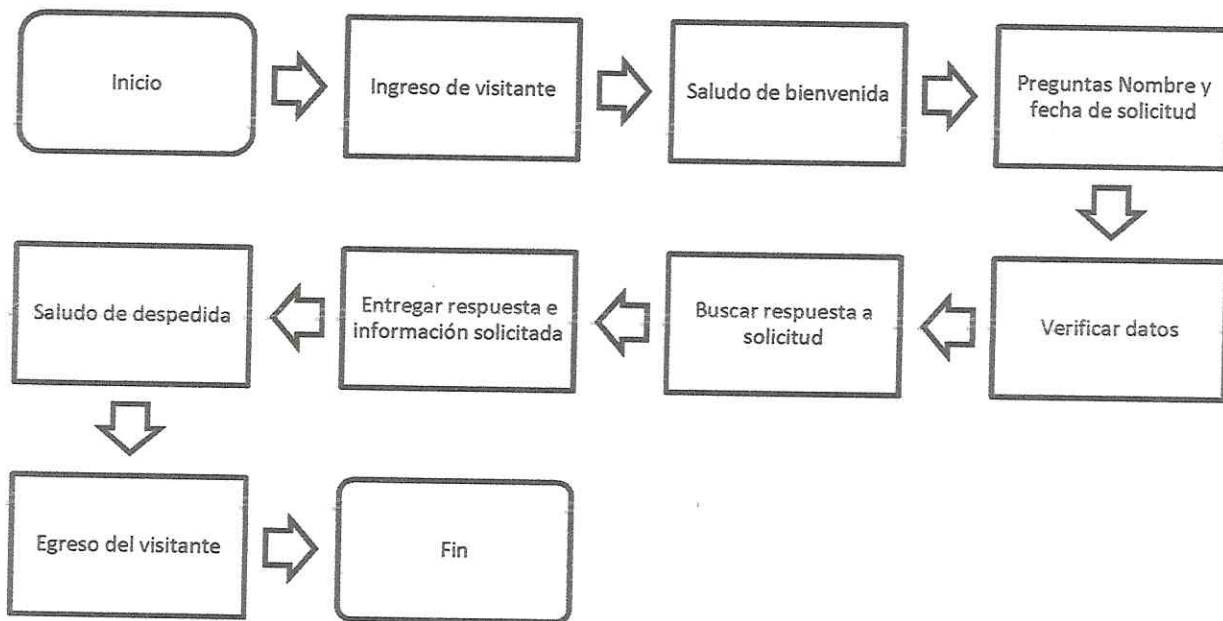 Inicio
Ingreso de visitante
Saludo de bienvenida
Preguntas Nombre y
fecha de solicitud
Verificar datos
Buscar respuesta a
solicitud
Entregar respuesta e
información solicitada
Saludo de despedida
Egreso del visitante
Fin